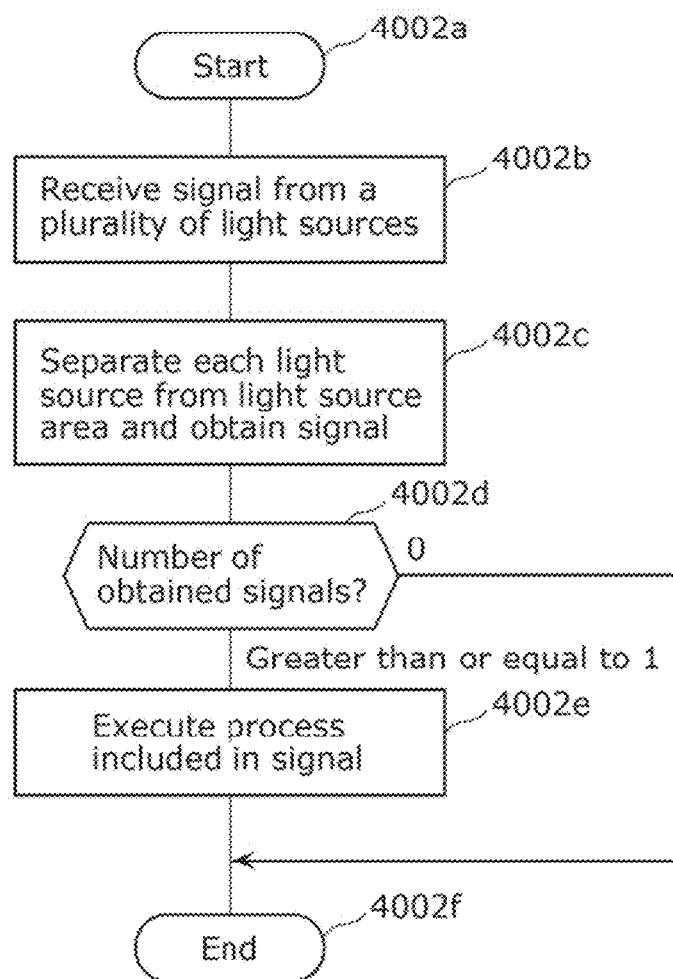 4002a
Start
4002b
Receive signal from a
plurality of light sources
4002c
Separate each light
source from light source
area and obtain signal
4002d
Number of
obtained signals?
0
Greater than or equal to 1
4002e
Execute process
included in signal
4002f
End